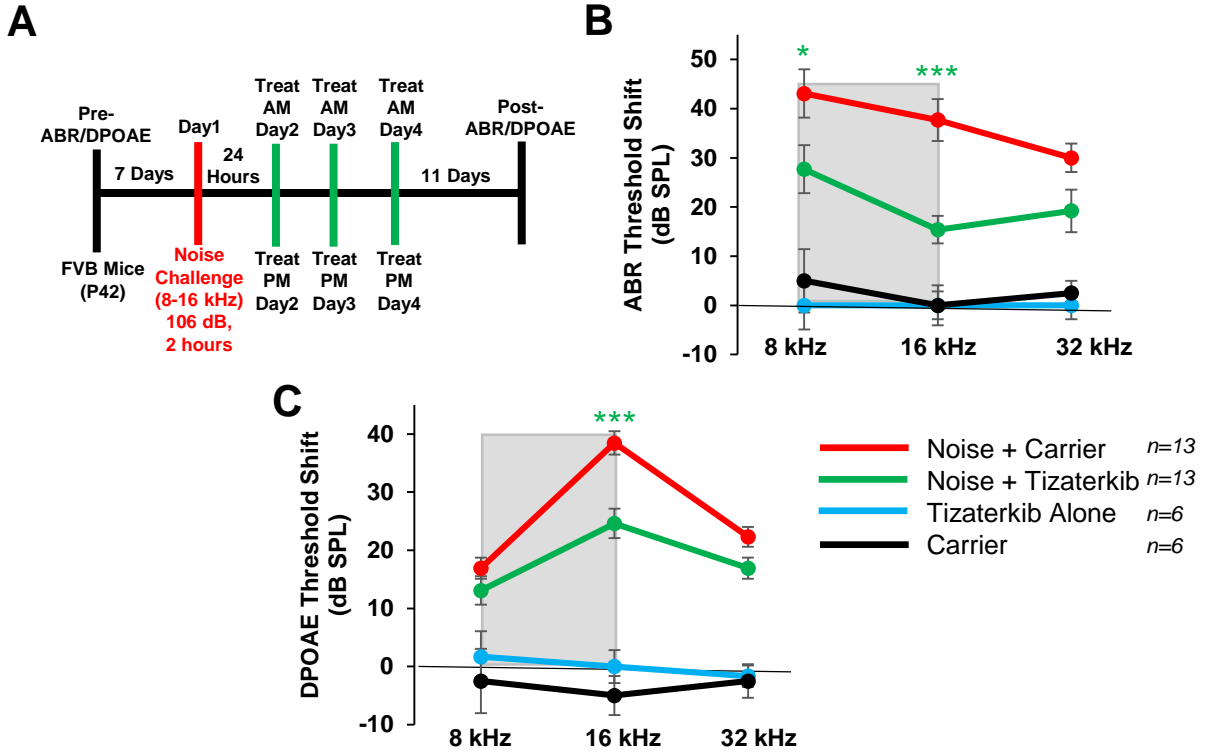 A
Pre-
ABR/DPOAE
7 Days
Day1
24
Hours
Treat
AM
Day2
Treat
AM
Day3
Treat
AM
Day4
11 Days
Post-
ABR/DPOAE
FVB Mice
(P42)
Noise
Challenge
(8-16 kHz)
106 dB,
2 hours
Treat
PM
Day2
Treat
PM
Day3
Treat
PM
Day4
B
ABR Threshold Shift
(dB SPL)
50
40
30
20
10
0
-10
*
***
8 kHz
16 kHz
32 kHz
C
DPOAE Threshold Shift
(dB SPL)
40
30
20
10
0
-10
***
8 kHz
16 kHz
32 kHz
Noise + Carrier n=13
Noise + Tizaterkib n=13
Tizaterkib Alone n=6
Carrier n=6